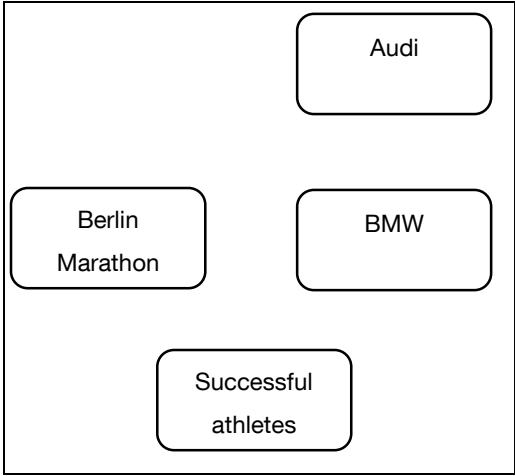 Audi
Berlin
Marathon
BMW
Successful
athletes